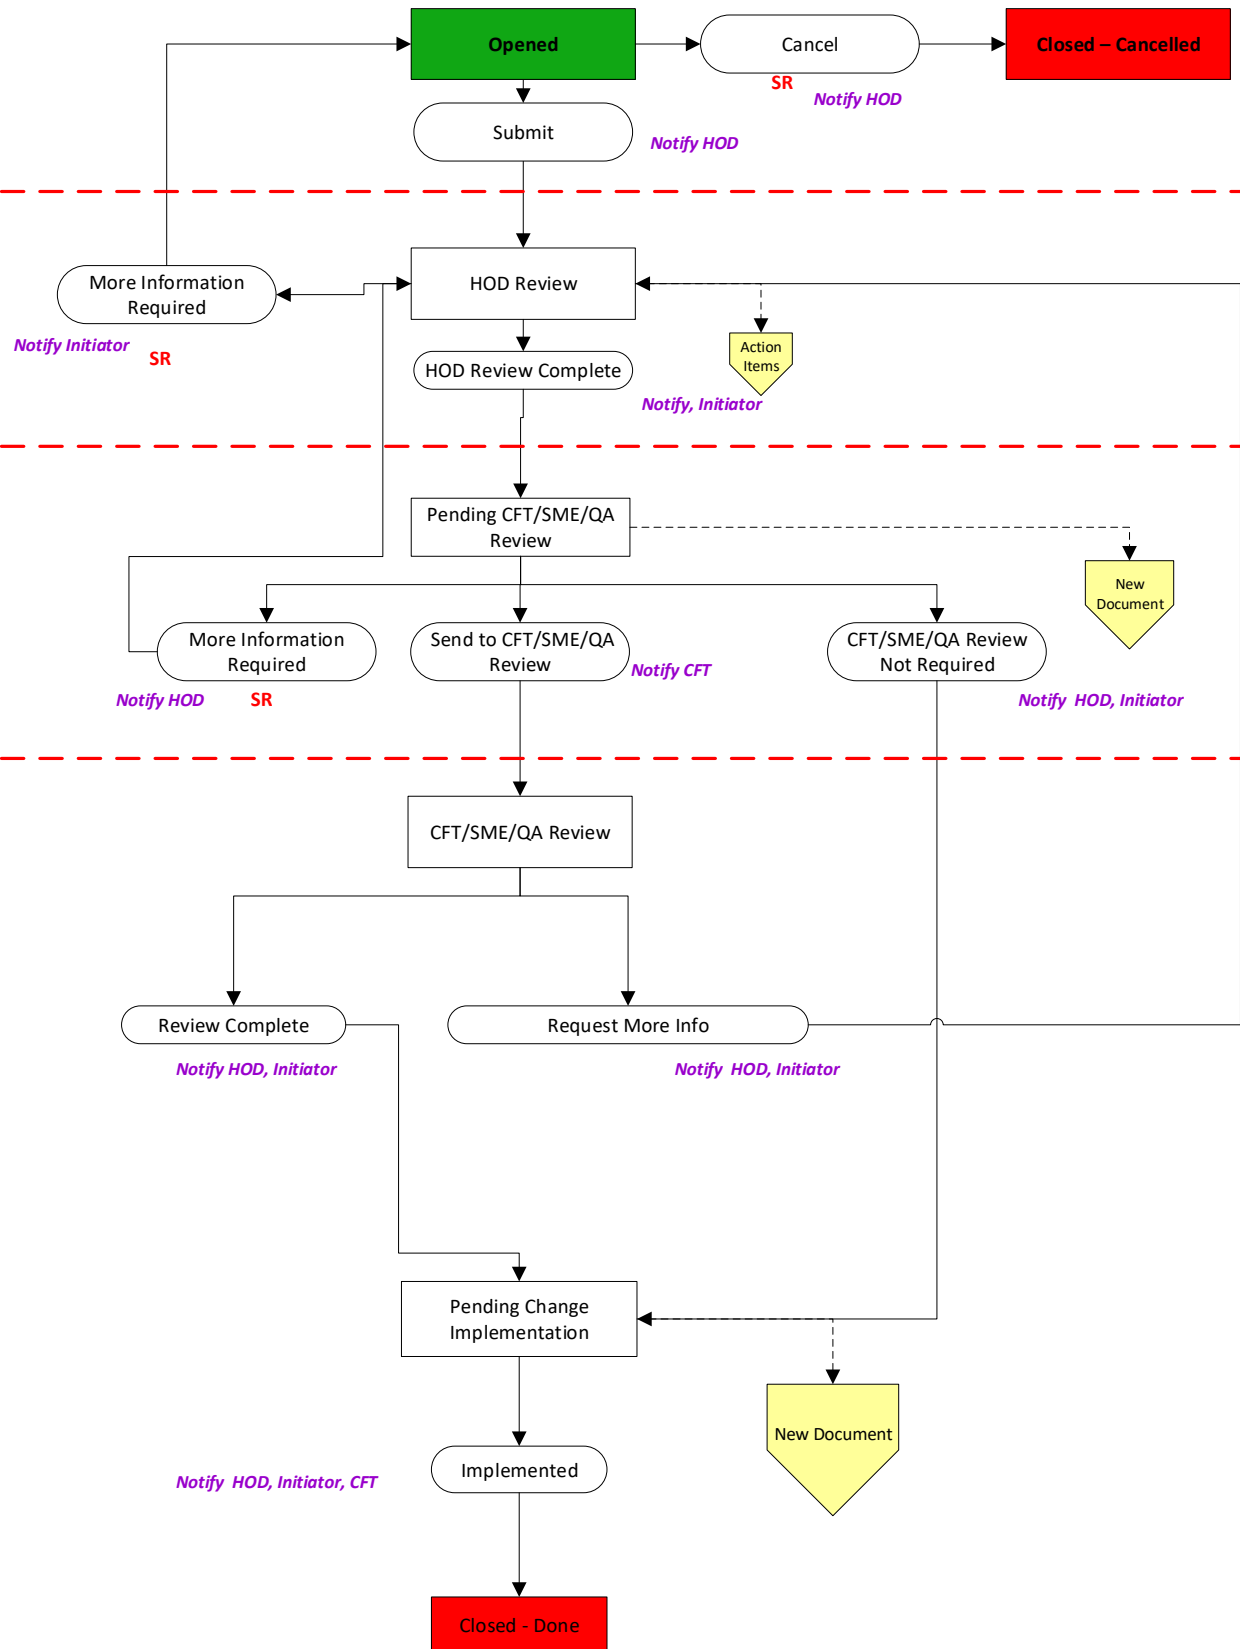 Opened
Cancel
Closed – Cancelled
SR
Notify HOD
Submit
Notify HOD
HOD Review
More Information
Required
Notify Initiator
SR
Action
Items
HOD Review Complete
Notify, Initiator
Pending CFT/SME/QA
Review
New
Document
More Information
Required
Send to CFT/SME/QA
Review
CFT/SME/QA Review
Not Required
Notify CFT
Notify HOD
SR
Notify  HOD, Initiator
CFT/SME/QA Review
Review Complete
Request More Info
Notify HOD, Initiator
Notify  HOD, Initiator
Pending Change
Implementation
New Document
Implemented
Notify  HOD, Initiator, CFT
Closed - Done